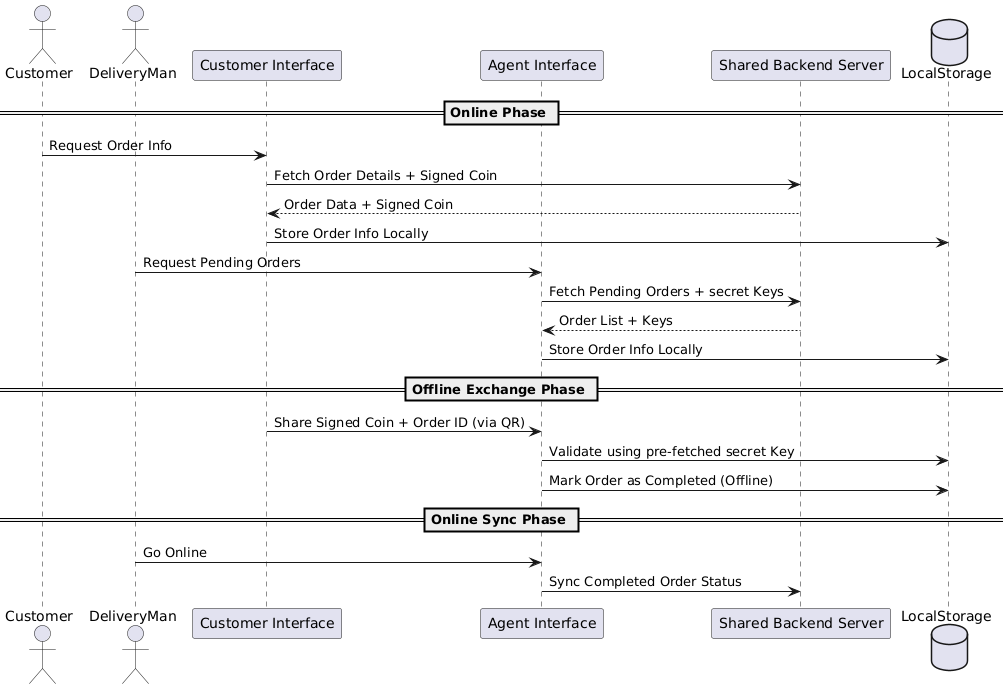 Customer
DeliveryMan
Customer Interface
Agent Interface
Shared Backend Server
LocalStorage
Online Phase
Request Order Info
Fetch Order Details + Signed Coin
Order Data + Signed Coin
Store Order Info Locally
Request Pending Orders
Fetch Pending Orders + secret Keys
Order List + Keys
Store Order Info Locally
Offline Exchange Phase
Share Signed Coin + Order ID (via QR)
Validate using pre-fetched secret Key
Mark Order as Completed (Offline)
Online Sync Phase
Go Online
Sync Completed Order Status
Customer
DeliveryMan
Customer Interface
Agent Interface
Shared Backend Server
LocalStorage